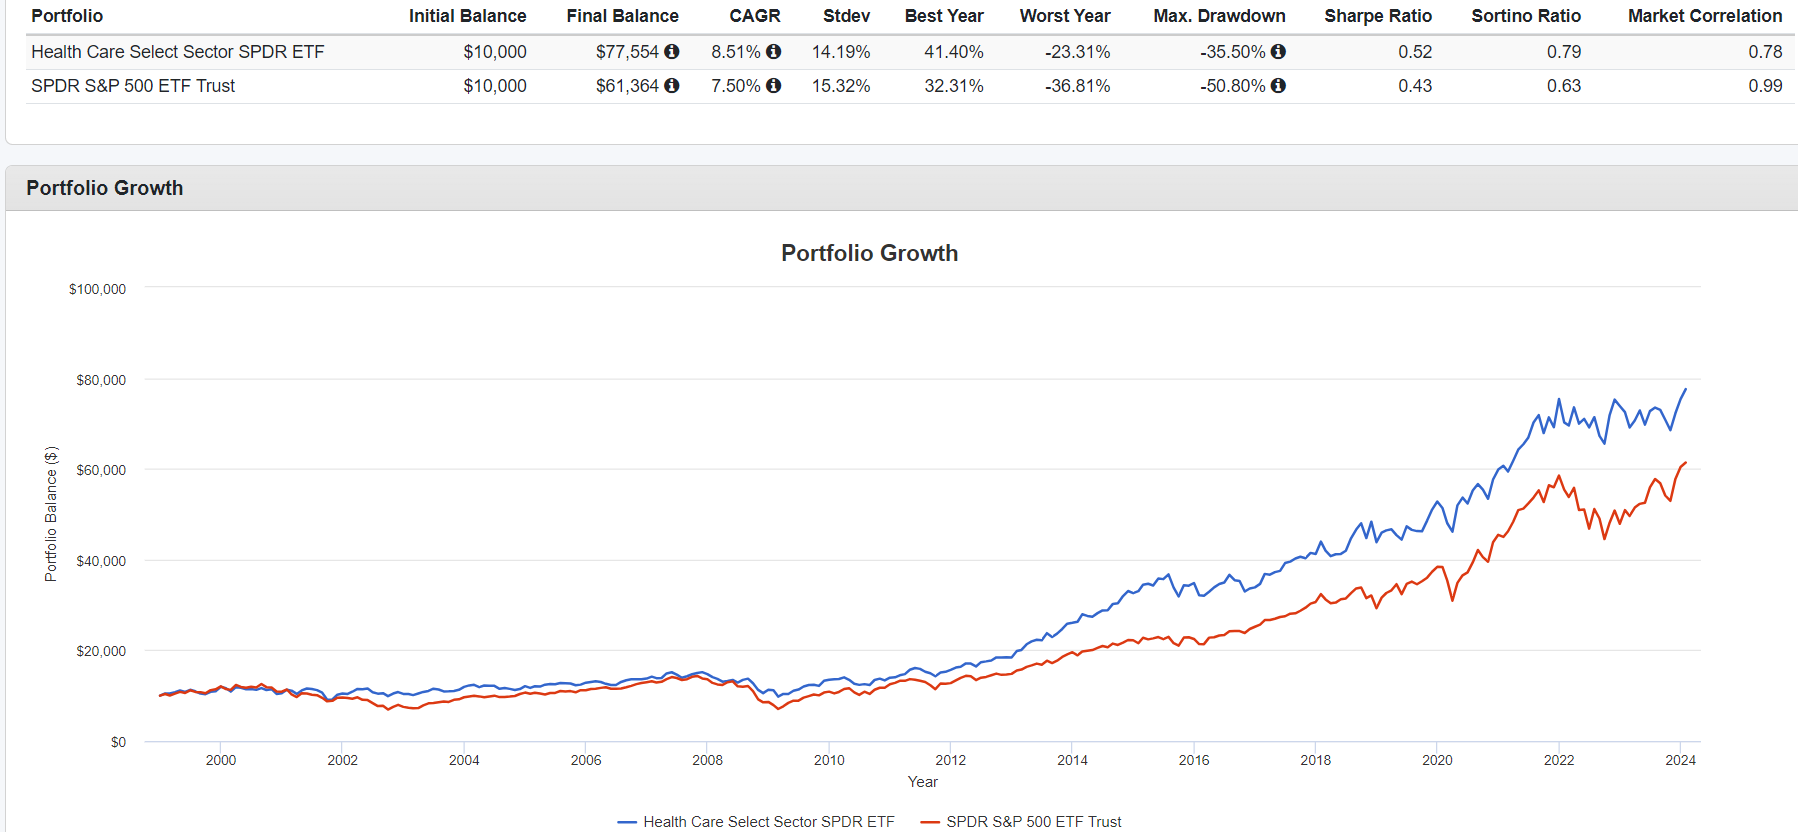 Portfolio Initial Balance Final Balance CAGR Stdev Best Year Worst Year Max. Drawdown Sharpe Ratio Sortino Ratio Market Correlation
Health Care Select Sector SPDR ETF $10,000 $77,554 8.51% 14.19% 41.40% -23.31% -35.50% 0.52 0.79 0.78
SPDR S&P 500 ETF Trust $10,000 $61,364 7.50% 15.32% 32.31% -36.81% -50.80% 0.43 0.63 0.99
Portfolio Growth
Portfolio Growth
$100,000
$80,000
$60,000
$40,000
$20,000
$0
Portfolio Balance ($)
2000 2002 2004 2006 2008 2010 2012 2014 2016 2018 2020 2022 2024
Year
Health Care Select Sector SPDR ETF SPDR S&P 500 ETF Trust